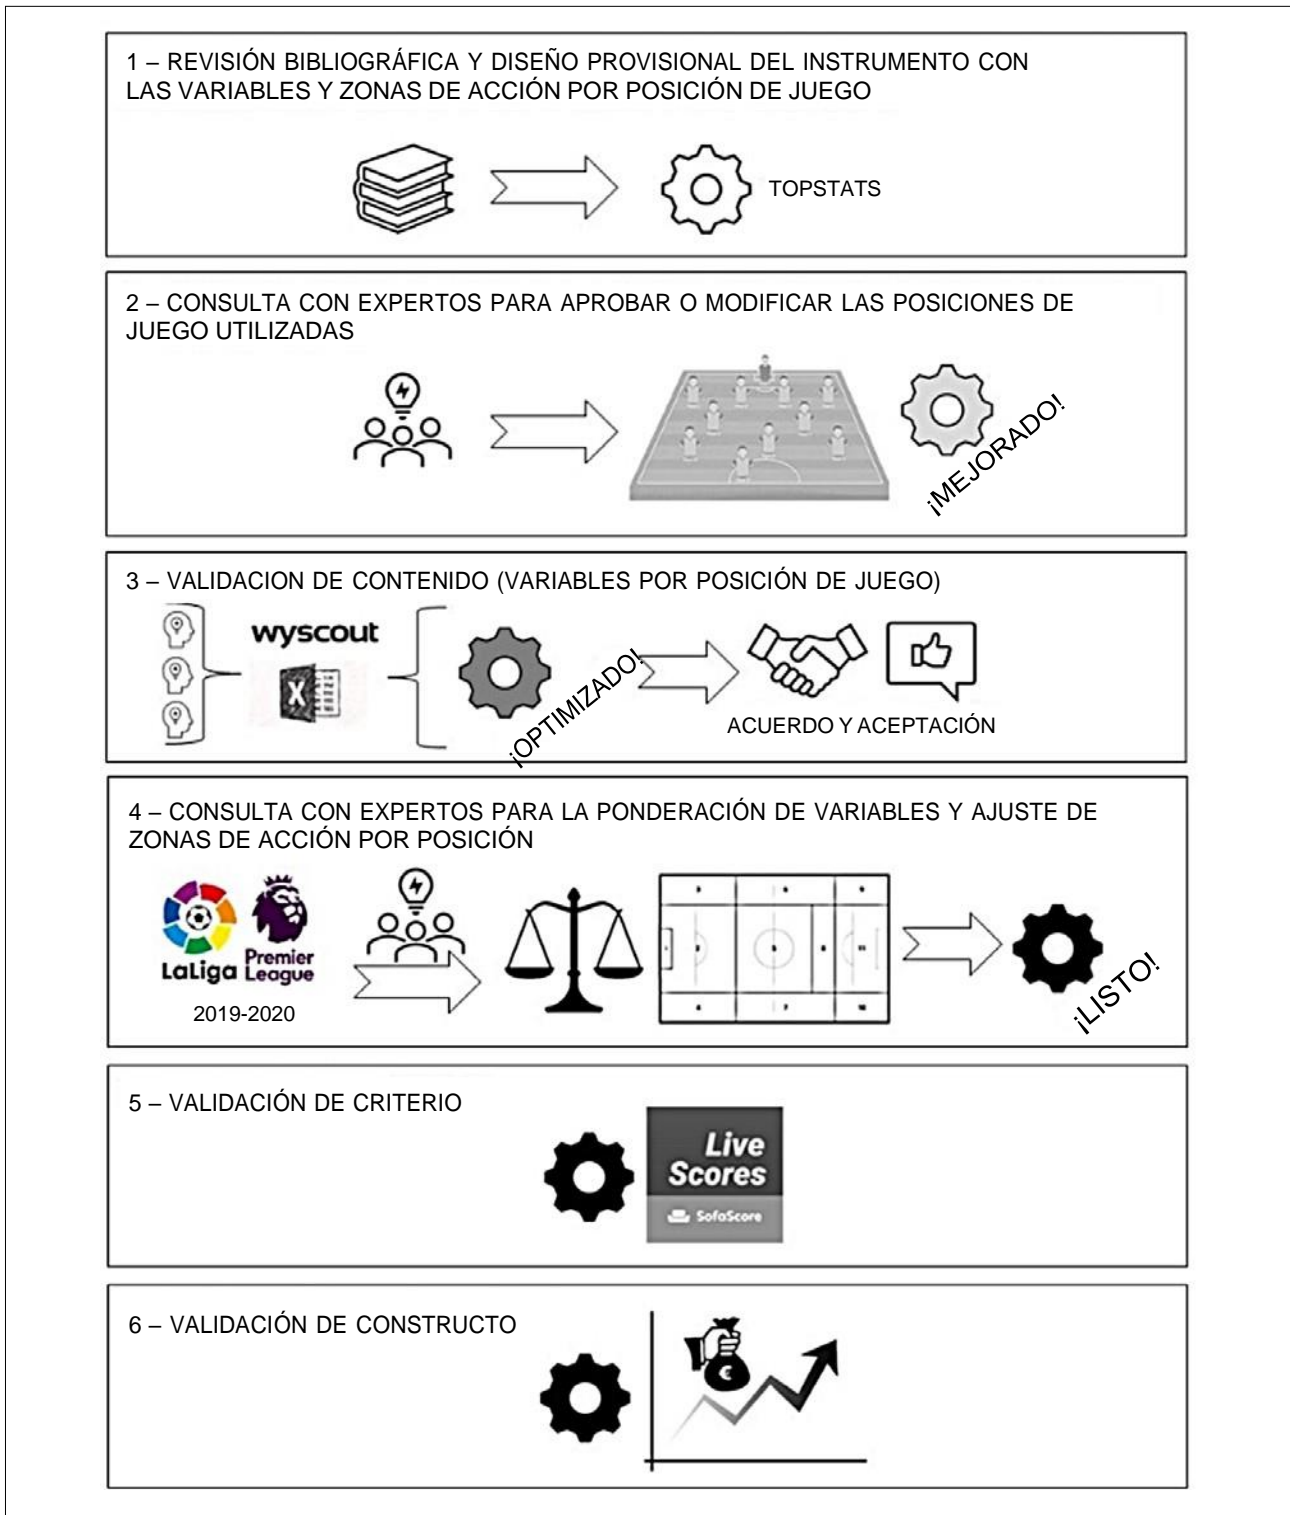 1 – REVISIÓN BIBLIOGRÁFICA Y DISEÑO PROVISIONAL DEL INSTRUMENTO CON
LAS VARIABLES Y ZONAS DE ACCIÓN POR POSICIÓN DE JUEGO
TOPSTATS
2 – CONSULTA CON EXPERTOS PARA APROBAR O MODIFICAR LAS POSICIONES DE
JUEGO UTILIZADAS
¡MEJORADO!
3 – VALIDACION DE CONTENIDO (VARIABLES POR POSICIÓN DE JUEGO)
wyscout
X
¡OPTIMIZADO!
ACUERDO Y ACEPTACIÓN
4 – CONSULTA CON EXPERTOS PARA LA PONDERACIÓN DE VARIABLES Y AJUSTE DE
ZONAS DE ACCIÓN POR POSICIÓN
LaLiga
Premier
League
2019-2020
11
7
10
¡LISTO!
5 – VALIDACIÓN DE CRITERIO
Live
Scores
SofaScore
6 – VALIDACIÓN DE CONSTRUCTO
€